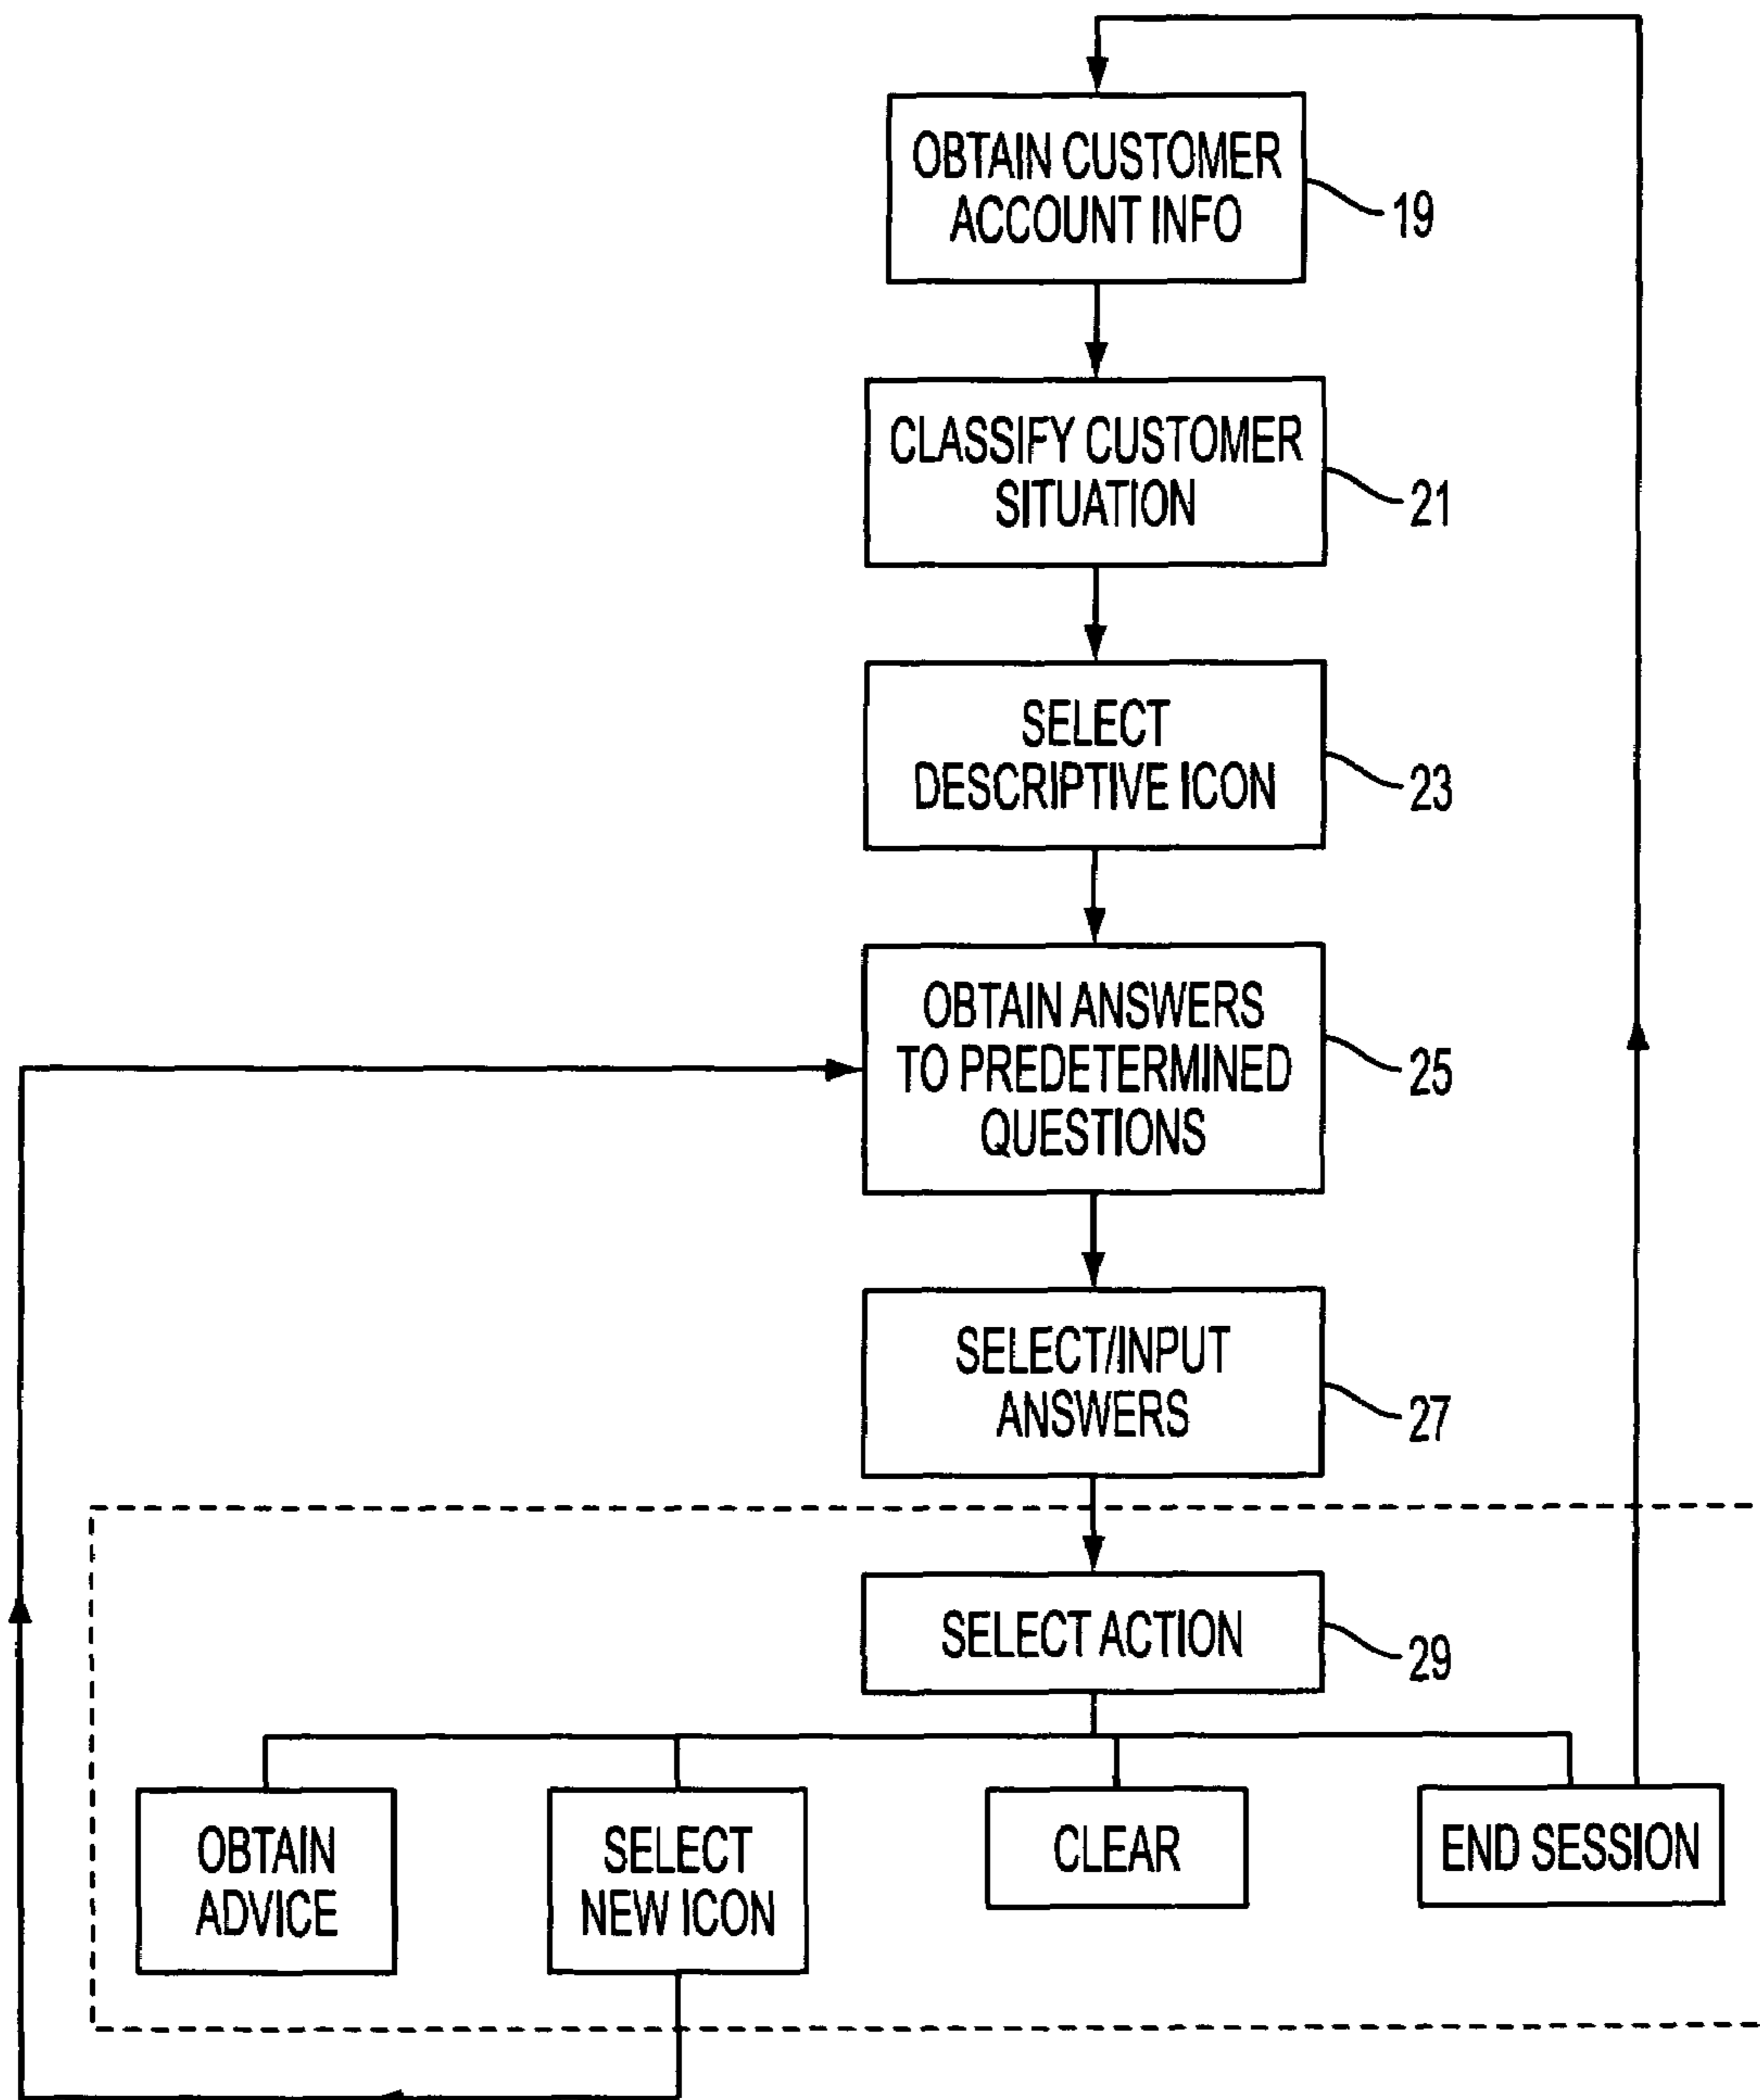 OBTAIN CUSTOMER
ACCOUNT INFO
19
CLASSIFY CUSTOMER
SITUATION
21
SELECT
DESCRIPTIVE ICON
23
OBTAIN ANSWERS
TO PREDETERMINED
QUESTIONS
25
SELECT/INPUT
ANSWERS
27
SELECT ACTION
29
OBTAIN
ADVICE
SELECT
NEW ICON
CLEAR
END SESSION